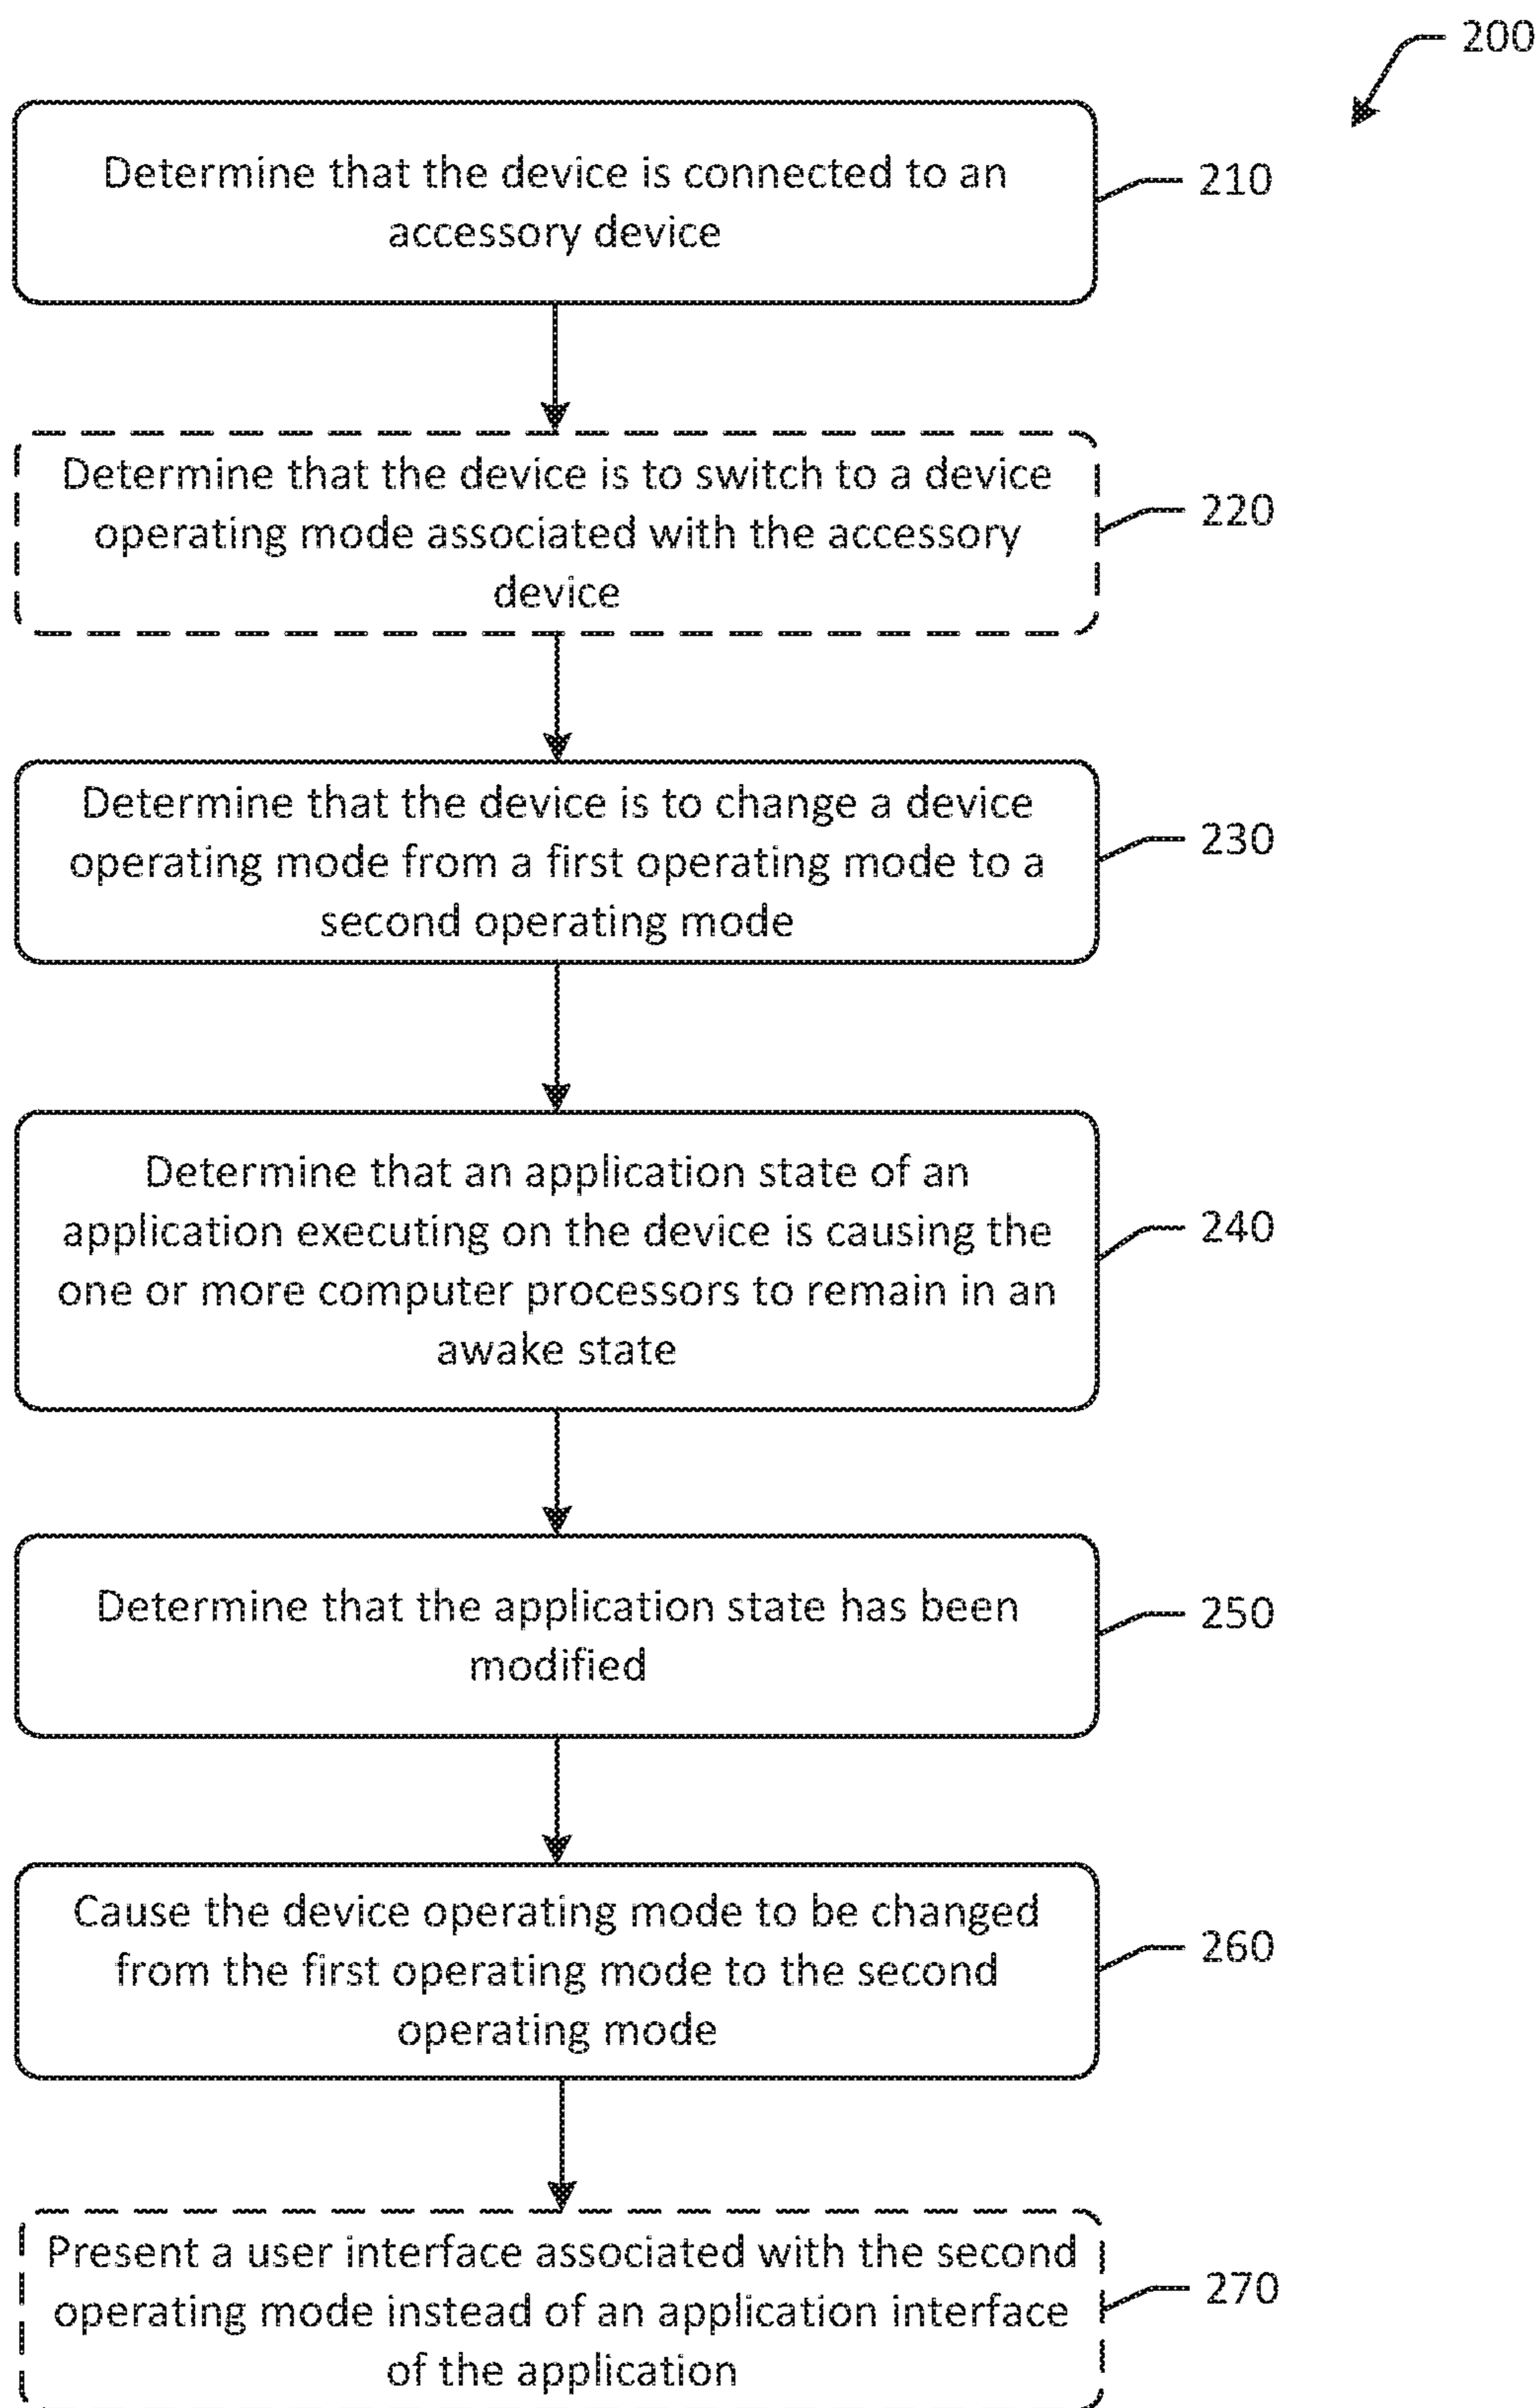 200
Determine that the device is connected to an
accessory device
210
Determine that the device is to switch to a device
operating mode associated with the accessory
device
220
Determine that the device is to change a device
operating mode from a first operating mode to a
second operating mode
230
Determine that an application state of an
application executing on the device is causing the
one or more computer processors to remain in an
awake state
240
Determine that the application state has been
modified
250
Cause the device operating mode to be changed
from the first operating mode to the second
operating mode
260
Present a user interface associated with the second
operating mode instead of an application interface
of the application
270